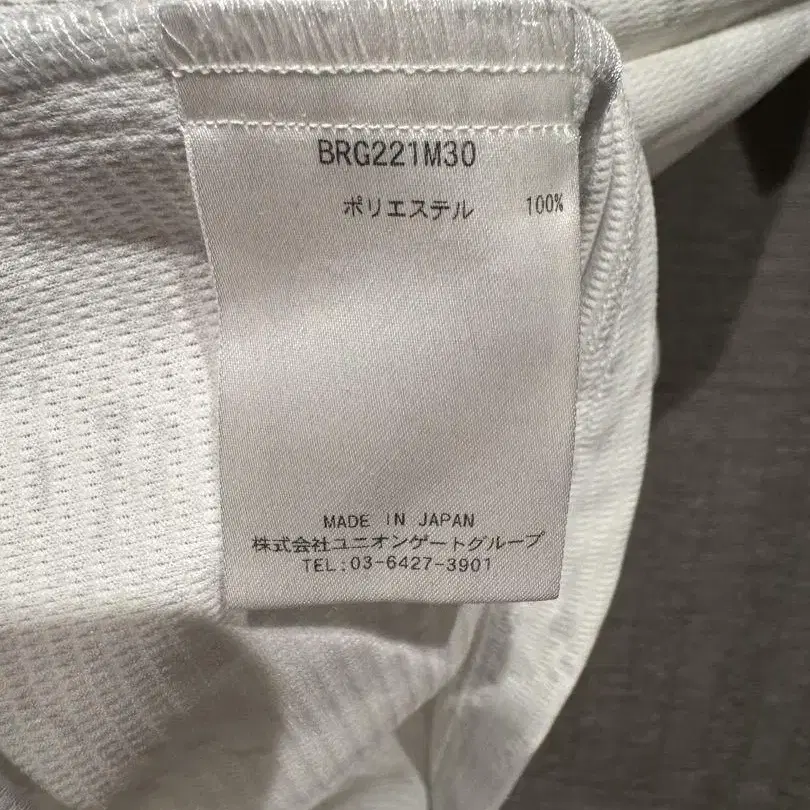 BRG221M30
ポリエステル 100%
MADE IN JAPAN
株式会社ユニオンゲートグループ
TEL:03-6427-3901